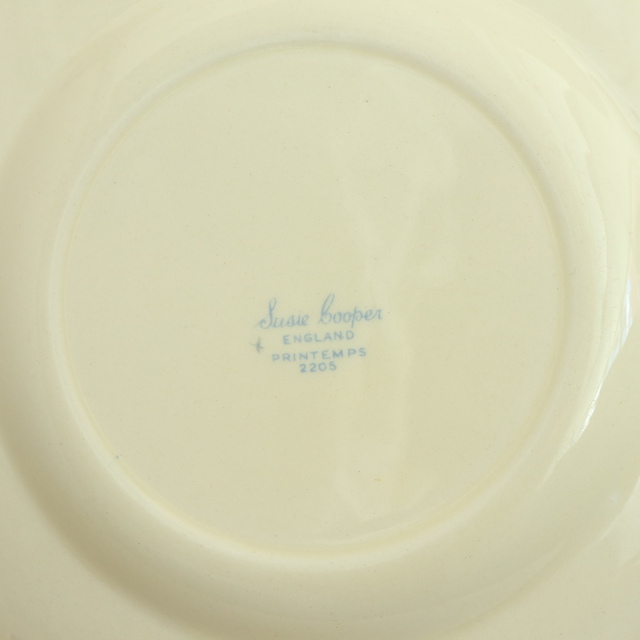 Susie Cooper
ENGLAND
PRINTEMPS
2205